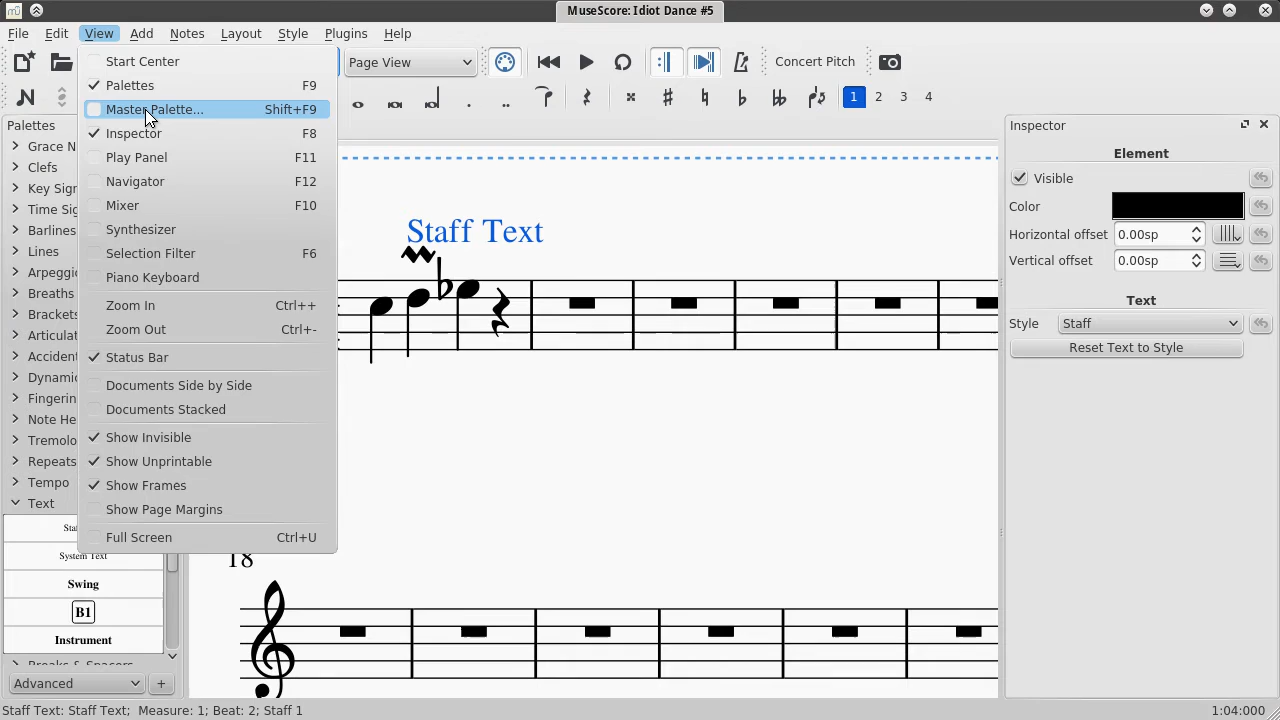 MuseScore: Idiot Dance #5
File Edit View Add Notes Layout Style Plugins Help
Page View
Concert Pitch
1 2 3 4
Start Center
Palettes F9
Master Palette... Shift+F9
Inspector F8
Play Panel F11
Navigator F12
Mixer F10
Synthesizer
Selection Filter F6
Piano Keyboard
Zoom In Ctrl++
Zoom Out Ctrl+-
Status Bar
Documents Side by Side
Documents Stacked
Show Invisible
Show Unprintable
Show Frames
Show Page Margins
Full Screen Ctrl+U
Palettes
Grace N
Clefs
Key Sign
Time Sig
Barlines
Lines
Arpeggio
Breaths
Brackets
Articulat
Accident
Dynamic
Fingerin
Note He
Tremolo
Repeats
Tempo
Text
System Text
Swing
B1
Instrument
Breaks & Spacers
Advanced +
Staff Text
18
Inspector
Element
Visible
Color
Horizontal offset 0.00sp
Vertical offset 0.00sp
Text
Style Staff
Reset Text to Style
Staff Text: Staff Text; Measure: 1; Beat: 2; Staff 1
1:04:000